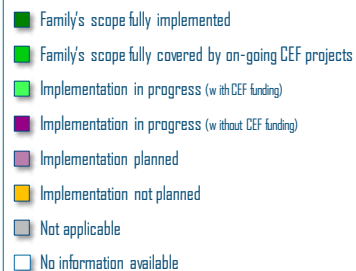 Family's scope fully implemented
Family's scope fully covered by on-going CEF projects
Implementation in progress (with CEF funding)
Implementation in progress (without CEF funding)
Implementation planned
Implementation not planned
Not applicable
No information available